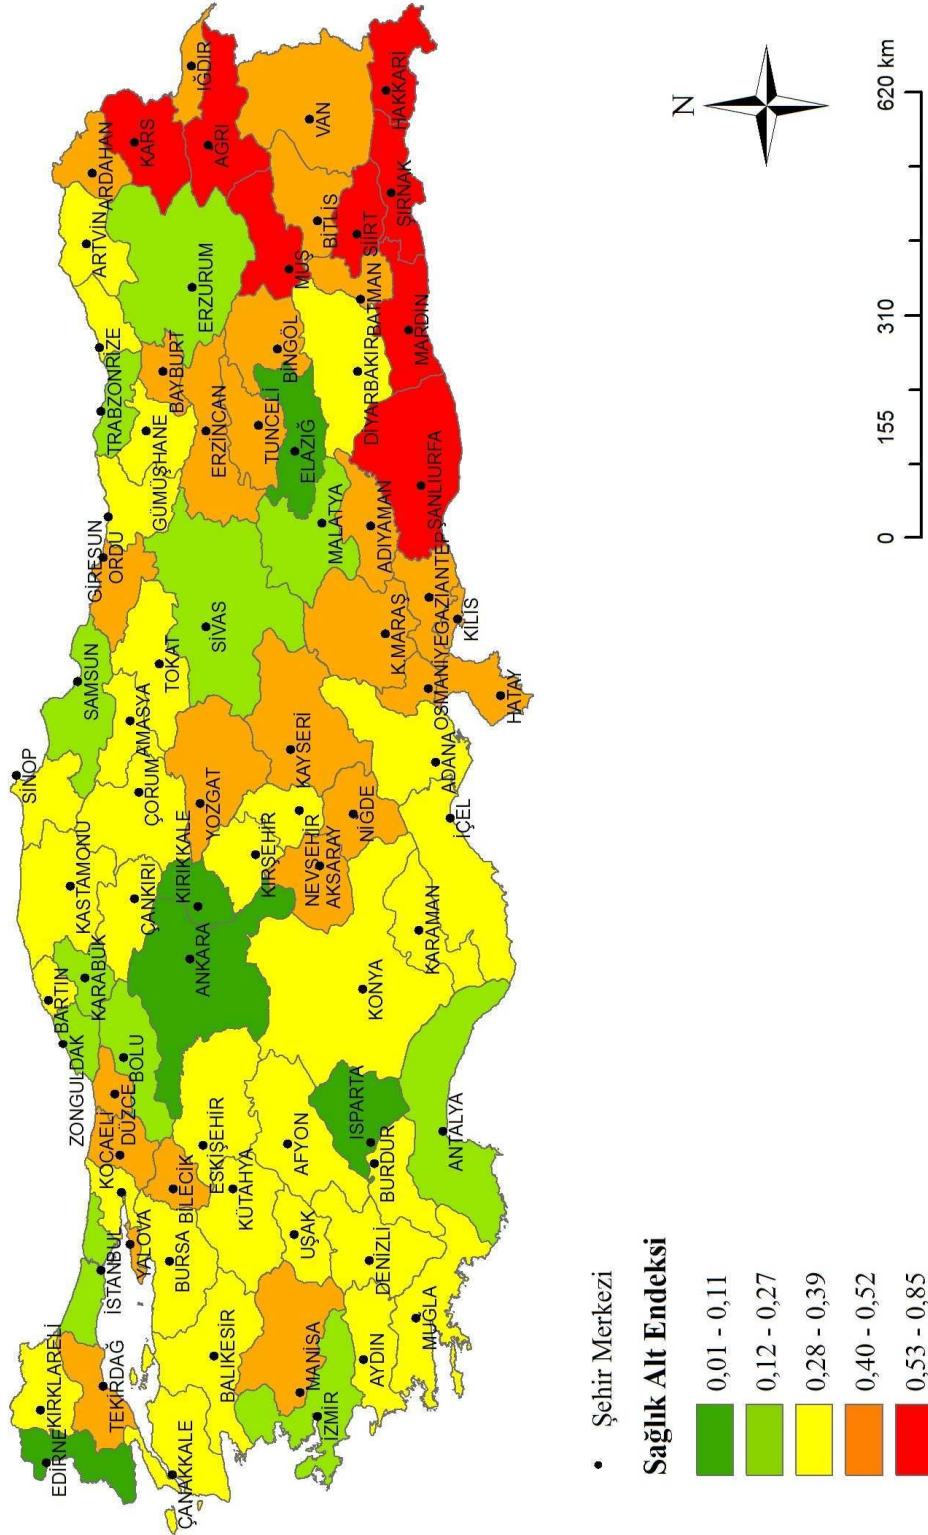 SİNOP
BARTIN
KASTAMONU
ZONGULDAK
KARABÜK
SAMSUN
EDİRNE
KIRKLARELİ
TEKİRDAĞ
İSTANBUL
KOCAELİ
DÜZCE
BOLU
ÇANKIRI
ÇORUM
AMASYA
TOKAT
ORDU
GİRESUN
TRABZON
RİZE
ARTVİN
ARDAHAN
KARS
IĞDIR
AĞRI
YALOVA
BURSA
BİLECİK
ESKİŞEHİR
ANKARA
KIRIKKALE
YOZGAT
SİVAS
GÜMÜŞHANE
BAYBURT
ERZİNCAN
ERZURUM
ÇANAKKALE
BALIKESİR
KÜTAHYA
KIRŞEHİR
TUNCELİ
BİNGÖL
MUŞ
BİTLİS
VAN
MANİSA
UŞAK
AFYON
NEVŞEHİR
AKSARAY
KAYSERİ
MALATYA
ELAZIĞ
İZMİR
AYDIN
DENİZLİ
ISPARTA
BURDUR
KONYA
NİĞDE
K.MARAŞ
ADIYAMAN
DİYARBAKIR
BATMAN
SİİRT
ŞIRNAK
HAKKARİ
MUĞLA
ANTALYA
KARAMAN
İÇEL
ADANA
OSMANİYE
GAZİANTEP
ŞANLIURFA
MARDİN
HATAY
KİLİS
Şehir Merkezi
Sağlık Alt Endeksi
0,01 - 0,11
0,12 - 0,27
0,28 - 0,39
0,40 - 0,52
0,53 - 0,85
N
0 155 310 620 km